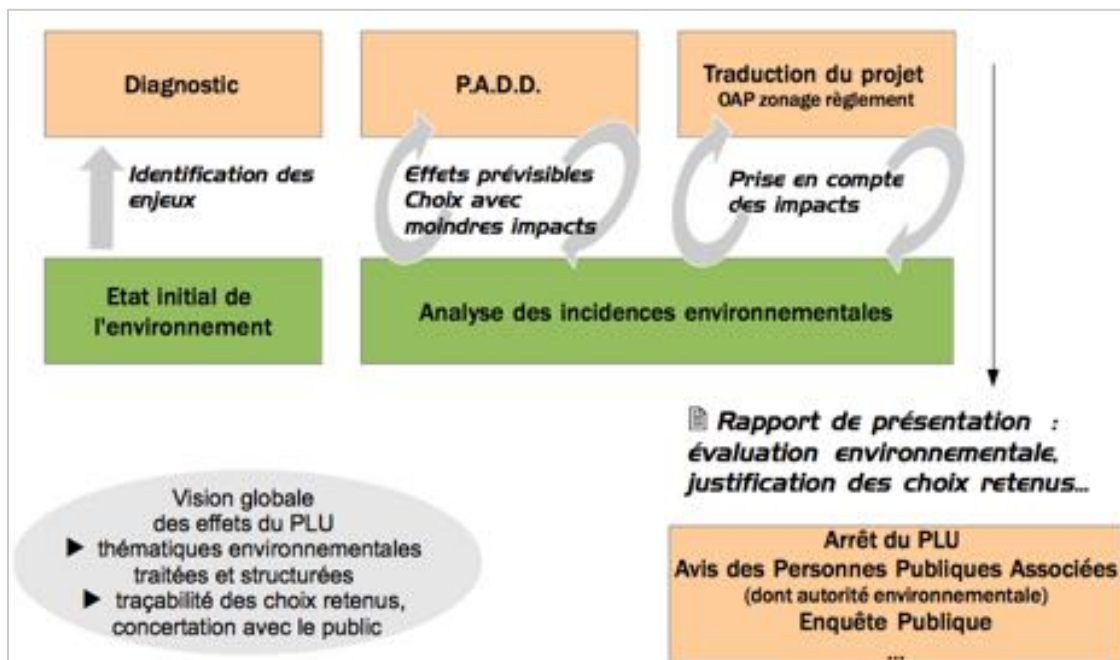 Diagnostic
P.A.D.D.
Traduction du projet
OAP zonage règlement
Identification des
enjeux
Effets prévisibles
Choix avec
moindres impacts
Prise en compte
des impacts
Etat initial de
l'environnement
Analyse des incidences environnementales
Rapport de présentation :
évaluation environnementale,
justification des choix retenus...
Vision globale
des effets du PLU
► thématiques environnementales
traitées et structurées
► traçabilité des choix retenus,
concertation avec le public
Arrêt du PLU
Avis des Personnes Publiques Associées
(dont autorité environnementale)
Enquête Publique
...